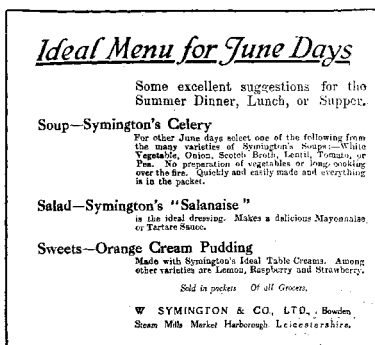 Ideal Menu for June Days
Some excellent suggestions for the
Summer Dinner, Lunch, or Supper.
Soup—Symington's Celery
For other June days select one of the following from
the many varieties of Symington's Soups:—White
Vegetable, Onion, Scotch Broth, Lentil, Tomato, or
Pea. No preparation of vegetables or long cooking
over the fire. Quickly and easily made and everything
is in the packet.
Salad—Symington's "Salanaise"
is the ideal dressing. Makes a delicious Mayonnaise
or Tartare Sauce.
Sweets—Orange Cream Pudding
Made with Symington's Ideal Table Creams. Among
other varieties are Lemon, Raspberry and Strawberry.
Sold in packets Of all Grocers.
W SYMINGTON & CO., LTD., Bowden
Steam Mills Market Harborough Leicestershire.